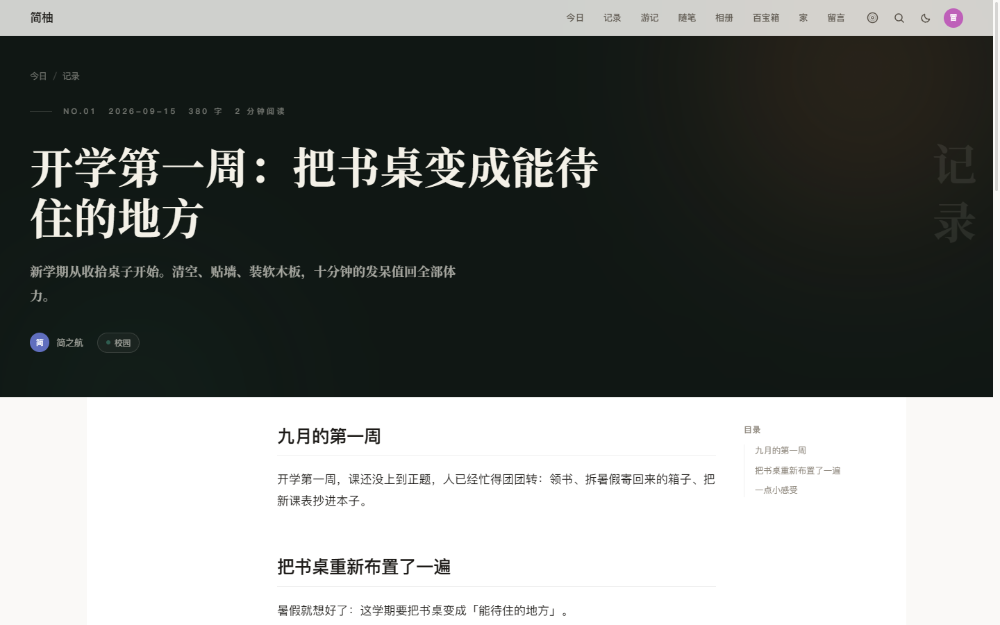 简柚
今日 记录 游记 随笔 相册 百宝箱 家 留言 冒
今日 / 记录
NO.01 2026-09-15 380 字 2 分钟阅读
开学第一周：把书桌变成能待
住的地方
记
录
新学期从收拾桌子开始。清空、贴墙、装软木板，十分钟的发呆值回全部体
力。
简 简之航 校园
九月的第一周
开学第一周，课还没上到正题，人已经忙得团团转：领书、拆暑假寄回来的箱子、把
新课表抄进本子。
把书桌重新布置了一遍
暑假就想好了：这学期要把书桌变成「能待住的地方」。
目录
九月的第一周
把书桌重新布置了一遍
一点小感受